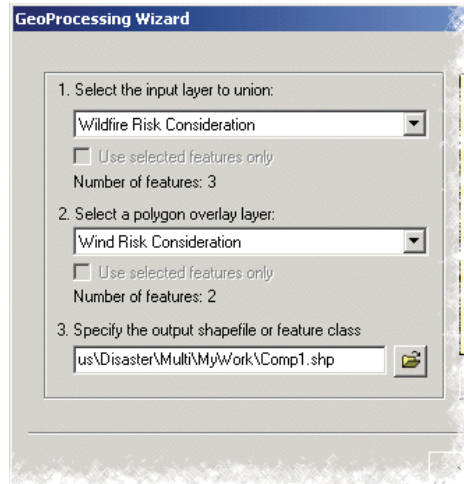 GeoProcessing Wizard
1. Select the input layer to union:
Wildfire Risk Consideration
Use selected features only
Number of features: 3
2. Select a polygon overlay layer:
Wind Risk Consideration
Use selected features only
Number of features: 2
3. Specify the output shapefile or feature class
us\Disaster\Multi\MyWork\Comp1.shp